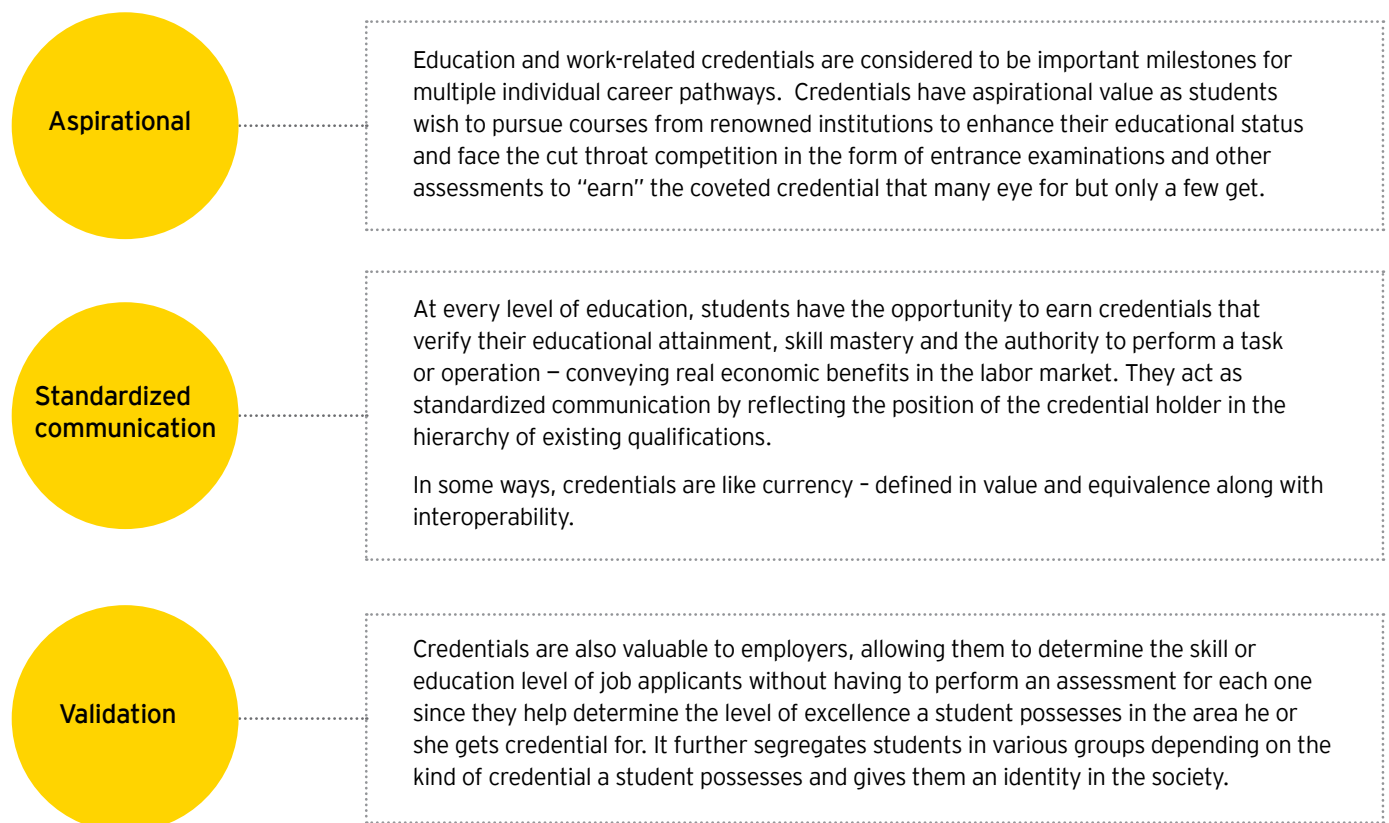 Aspirational
Education and work-related credentials are considered to be important milestones for
multiple individual career pathways.  Credentials have aspirational value as students
wish to pursue courses from renowned institutions to enhance their educational status
and face the cut throat competition in the form of entrance examinations and other
assessments to “earn” the coveted credential that many eye for but only a few get.
Standardized
communication
At every level of education, students have the opportunity to earn credentials that
verify their educational attainment, skill mastery and the authority to perform a task
or operation — conveying real economic benefits in the labor market. They act as
standardized communication by reflecting the position of the credential holder in the
hierarchy of existing qualifications.
In some ways, credentials are like currency – defined in value and equivalence along with
interoperability.
Validation
Credentials are also valuable to employers, allowing them to determine the skill or
education level of job applicants without having to perform an assessment for each one
since they help determine the level of excellence a student possesses in the area he or
she gets credential for. It further segregates students in various groups depending on the
kind of credential a student possesses and gives them an identity in the society.